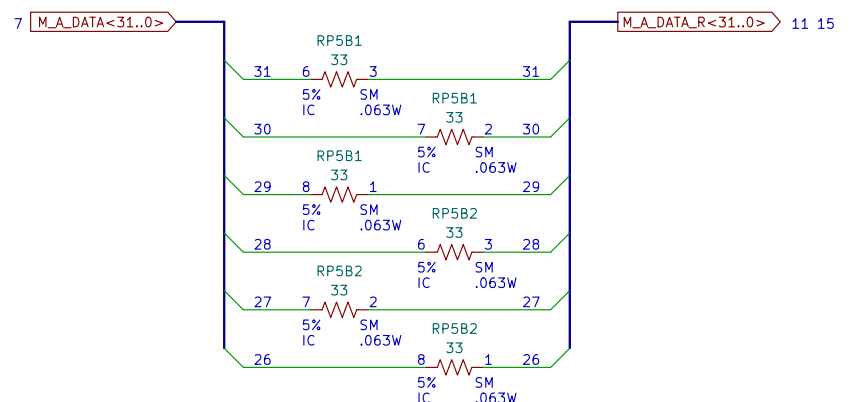 7 M_A_DATA<31..0> M_A_DATA_R<31..0> 11 15
RP5B1
33
31 6 3 31
5% SM
IC .063W
RP5B1
33
30 7 2 30
5% SM
IC .063W
RP5B1
33
29 8 1 29
5% SM
IC .063W
RP5B2
33
28 6 3 28
5% SM
IC .063W
RP5B2
33
27 7 2 27
5% SM
IC .063W
RP5B2
33
26 8 1 26
5% SM
IC .063W